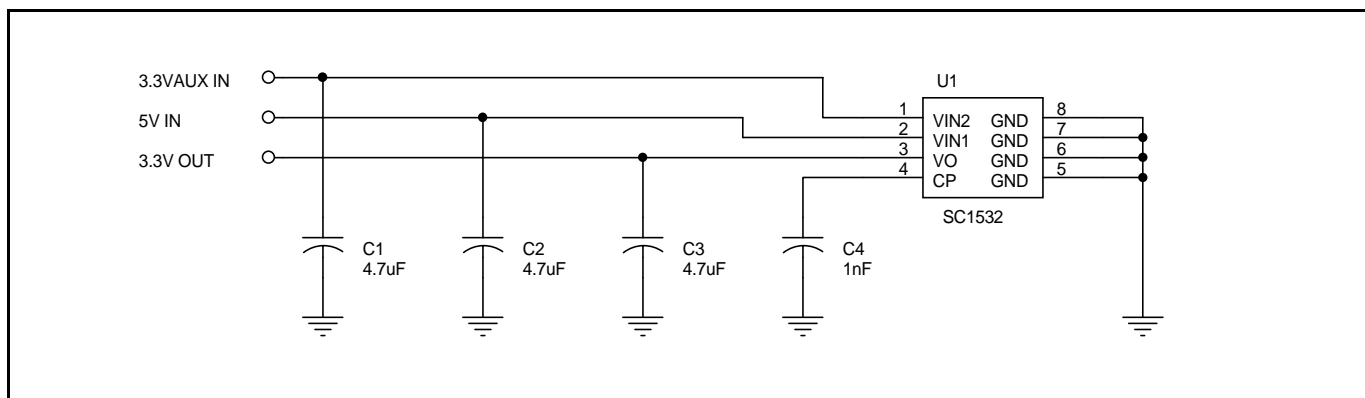 3.3VAUX IN
5V IN
3.3V OUT
U1
1 VIN2 GND 8
2 VIN1 GND 7
3 VO GND 6
4 CP GND 5
SC1532
C1
4.7uF
C2
4.7uF
C3
4.7uF
C4
1nF